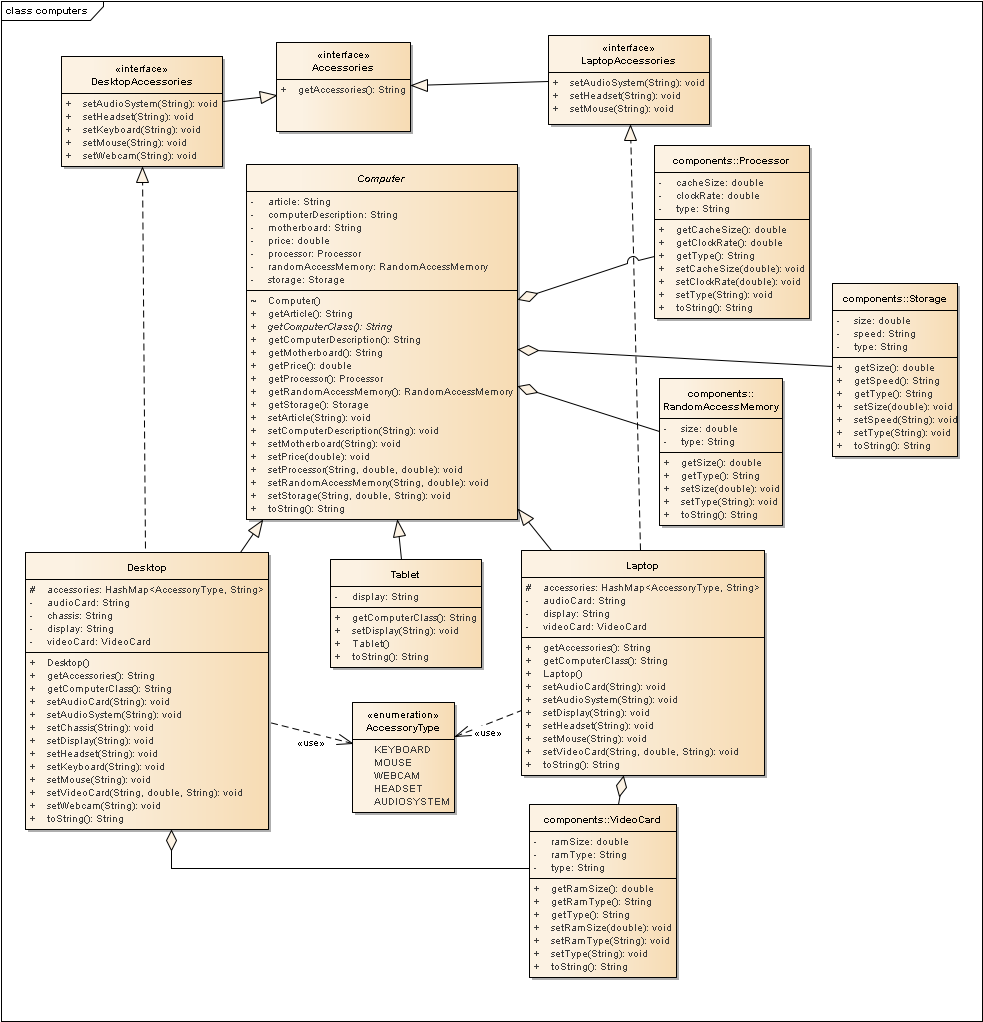 class computers
«interface»
DesktopAccessories
+ setAudioSystem(String): void
+ setHeadset(String): void
+ setKeyboard(String): void
+ setMouse(String): void
+ setWebcam(String): void
«interface»
Accessories
+ getAccessories(): String
«interface»
LaptopAccessories
+ setAudioSystem(String): void
+ setHeadset(String): void
+ setMouse(String): void
Computer
- article: String
- computerDescription: String
- motherboard: String
- price: double
- processor: Processor
- randomAccessMemory: RandomAccessMemory
- storage: Storage
~ Computer()
+ getArticle(): String
+ getComputerClass(): String
+ getComputerDescription(): String
+ getMotherboard(): String
+ getPrice(): double
+ getProcessor(): Processor
+ getRandomAccessMemory(): RandomAccessMemory
+ getStorage(): Storage
+ setArticle(String): void
+ setComputerDescription(String): void
+ setMotherboard(String): void
+ setPrice(double): void
+ setProcessor(String, double, double): void
+ setRandomAccessMemory(String, double): void
+ setStorage(String, double, String): void
+ toString(): String
components::Processor
- cacheSize: double
- clockRate: double
- type: String
+ getCacheSize(): double
+ getClockRate(): double
+ getType(): String
+ setCacheSize(double): void
+ setClockRate(double): void
+ setType(String): void
+ toString(): String
components::Storage
- size: double
- speed: String
- type: String
+ getSize(): double
+ getSpeed(): String
+ getType(): String
+ setSize(double): void
+ setSpeed(String): void
+ setType(String): void
+ toString(): String
components::
RandomAccessMemory
- size: double
- type: String
+ getSize(): double
+ getType(): String
+ setSize(double): void
+ setType(String): void
+ toString(): String
Desktop
# accessories: HashMap<AccessoryType, String>
- audioCard: String
- chassis: String
- display: String
- videoCard: VideoCard
+ Desktop()
+ getAccessories(): String
+ getComputerClass(): String
+ setAudioCard(String): void
+ setAudioSystem(String): void
+ setChassis(String): void
+ setDisplay(String): void
+ setHeadset(String): void
+ setKeyboard(String): void
+ setMouse(String): void
+ setVideoCard(String, double, String): void
+ setWebcam(String): void
+ toString(): String
Tablet
- display: String
+ getComputerClass(): String
+ setDisplay(String): void
+ Tablet()
+ toString(): String
Laptop
# accessories: HashMap<AccessoryType, String>
- audioCard: String
- display: String
- videoCard: VideoCard
+ getAccessories(): String
+ getComputerClass(): String
+ Laptop()
+ setAudioCard(String): void
+ setAudioSystem(String): void
+ setDisplay(String): void
+ setHeadset(String): void
+ setMouse(String): void
+ setVideoCard(String, double, String): void
+ toString(): String
«use»
«enumeration»
AccessoryType
KEYBOARD
MOUSE
WEBCAM
HEADSET
AUDIOSYSTEM
«use»
components::VideoCard
- ramSize: double
- ramType: String
- type: String
+ getRamSize(): double
+ getRamType(): String
+ getType(): String
+ setRamSize(double): void
+ setRamType(String): void
+ setType(String): void
+ toString(): String